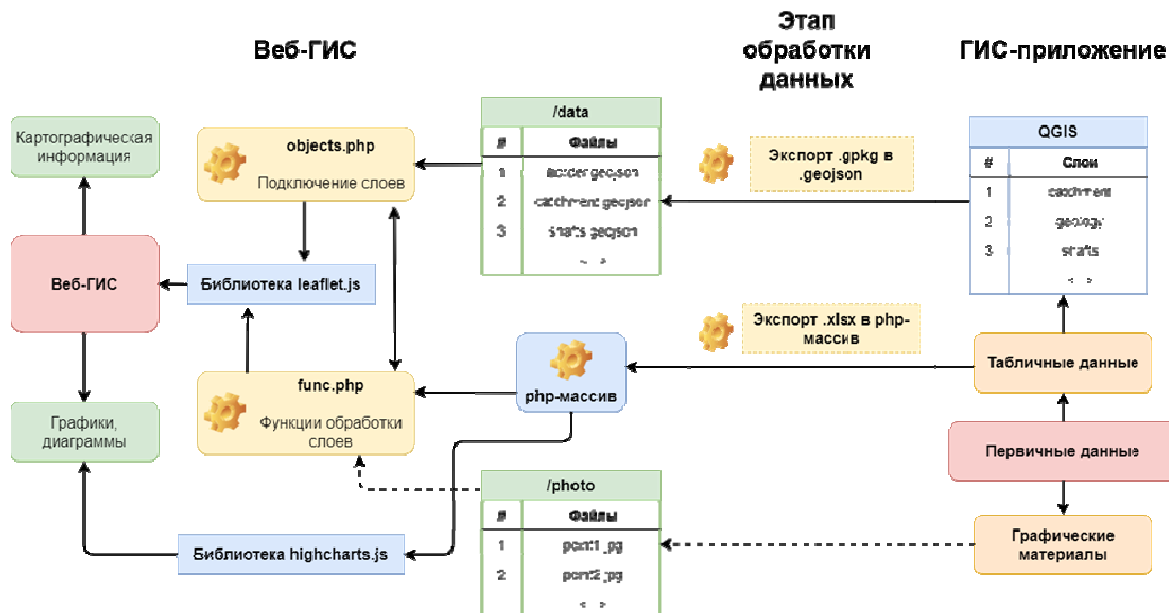 Веб-ГИС
Этап
обработки
данных
ГИС-приложение
Картографическая
информация
Веб-ГИС
Графики,
диаграммы
objects.php
Подключение слоев
Библиотека leaflet.js
func.php
Функции обработки
слоев
Библиотека highcharts.js
/data
# Файлы
1 border.geojson
2 catchment.geojson
3 shafts.geojson
<...>
php-массив
/photo
# Файлы
1 point1.jpg
2 point2.jpg
<...>
Экспорт .gpkg в
.geojson
Экспорт .xlsx в php-
массив
QGIS
# Слои
1 catchment
2 geology
3 shafts
<...>
Табличные данные
Первичные данные
Графические
материалы